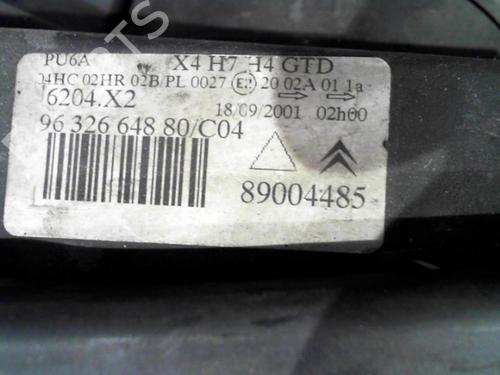 PU6A X4 H7 H4 GTD
04HC 02HR 02B/PL 0027 E2 20 02A 01 1a
6204.X2
18/09/2001 02h00
96 326 648 80/C04
89004485